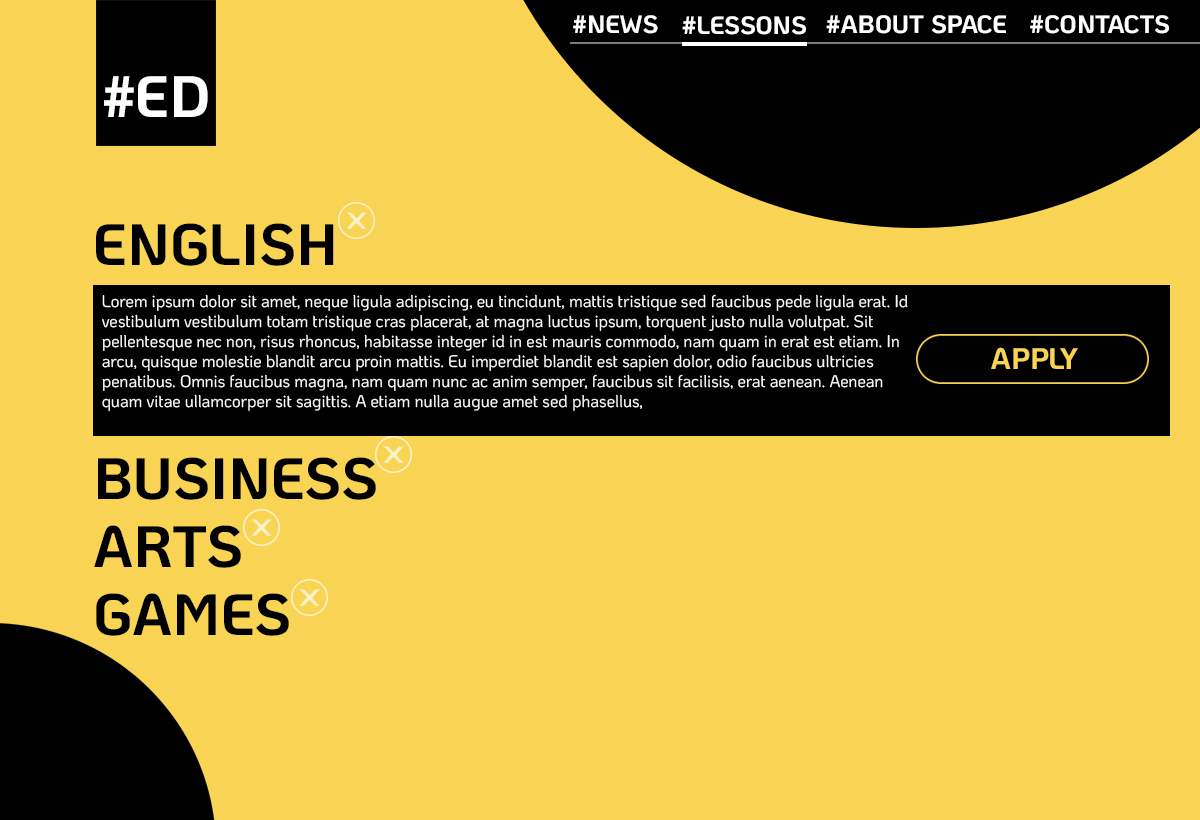 #NEWS #LESSONS #ABOUT SPACE #CONTACTS
#ED
ENGLISH
Lorem ipsum dolor sit amet, neque ligula adipiscing, eu tincidunt, mattis tristique sed faucibus pede ligula erat. Id
vestibulum vestibulum totam tristique cras placerat, at magna luctus ipsum, torquent justo nulla volutpat. Sit
pellentesque nec non, risus rhoncus, habitasse integer id in est mauris commodo, nam quam in erat est etiam. In
arcu, quisque molestie blandit arcu proin mattis. Eu imperdiet blandit est sapien dolor, odio faucibus ultricies
penatibus. Omnis faucibus magna, nam quam nunc ac anim semper, faucibus sit facilisis, erat aenean. Aenean
quam vitae ullamcorper sit sagittis. A etiam nulla augue amet sed phasellus,
APPLY
BUSINESS
ARTS
GAMES